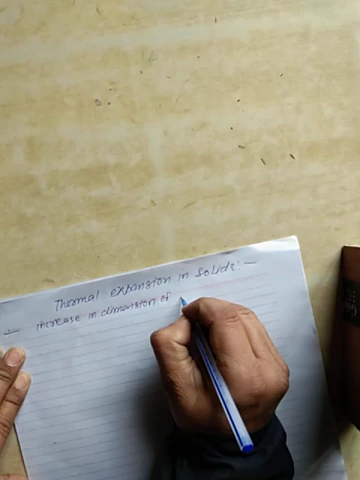 Thermal expansion in solids:-
increase in dimension of